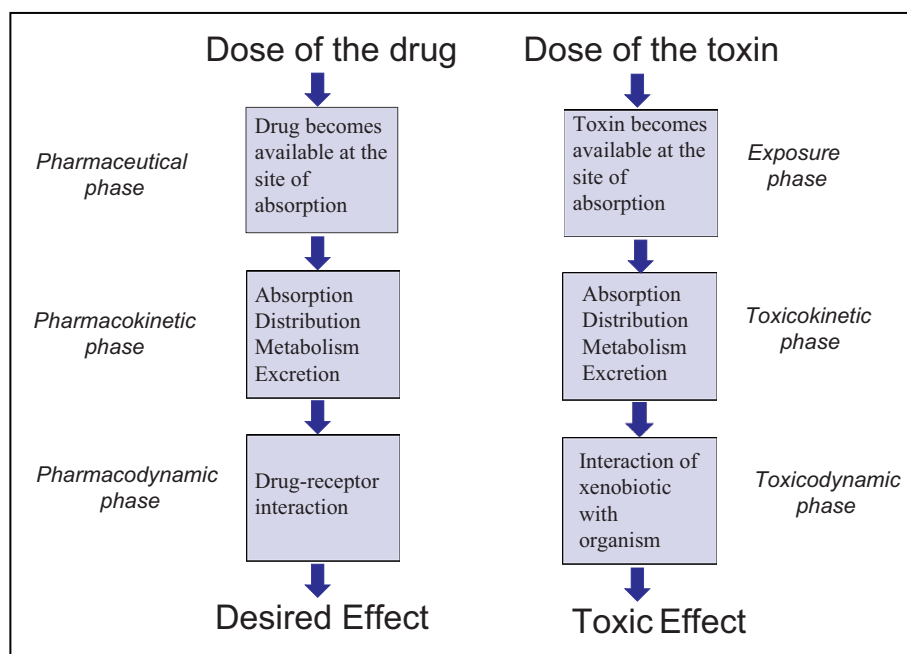 Dose of the drug
Pharmaceutical
phase
Drug becomes
available at the
site of
absorption
Pharmacokinetic
phase
Absorption
Distribution
Metabolism
Excretion
Pharmacodynamic
phase
Drug-receptor
interaction
Desired Effect
Dose of the toxin
Toxin becomes
available at the
site of
absorption
Exposure
phase
Absorption
Distribution
Metabolism
Excretion
Toxicokinetic
phase
Interaction of
xenobiotic
with
organism
Toxicodynamic
phase
Toxic Effect